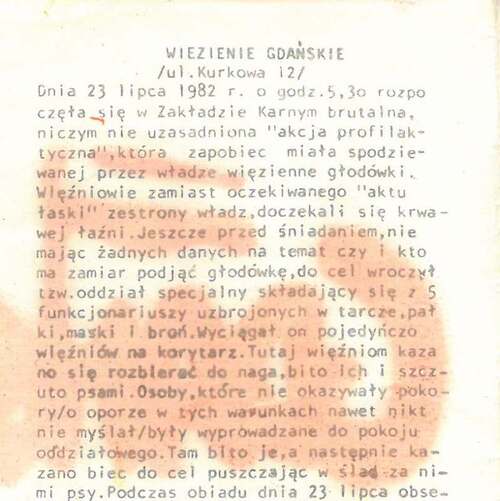 WIEZIENIE GDAŃSKIE
/ul.Kurkowa 12/
Dnia 23 lipca 1982 r. o godz.5,3o rozpo
częła się w Zakładzie Karnym brutalna,
niczym nie uzasadniona "akcja profilak-
tyczna",która zapobiec miała spodzie-
wanej przez władze więzienne głodówki.
Więźniowie zamiast oczekiwanego "aktu
łaski" zestrony władz,doczekali się krwa-
wej łaźni.Jeszcze przed śniadaniem,nie
mając żadnych danych na temat czy i kto
ma zamiar podjąć głodówkę,do cel wroczył
tzw.oddział specjalny składający się z 5
funkcjonariuszy uzbrojonych w tarcze,pał
ki,maski i broń.Wyciągał on pojedyńczo
więźniów na korytarz.Tutaj więźniom kaza
no się rozbierać do naga,bito ich i szcz-
uto psami.Osoby,które nie okazywały poko-
ry/o oporze w tych warunkach nawet nikt
nie myślał/były wyprowadzane do pokoju
oddziałowego.Tam bito je,a następnie ka-
zano biec do cel puszczając w ślad za ni-
mi psy.Podczas obiadu dnia 23 lipca obse-